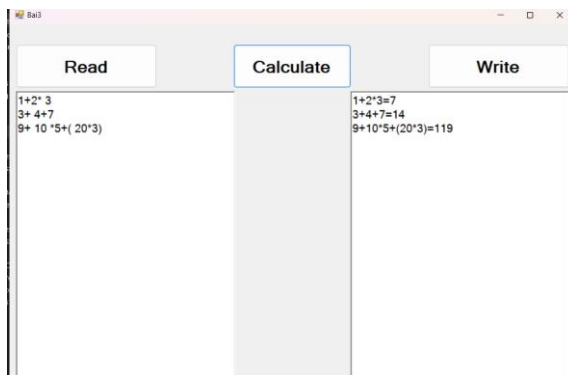 Bai3
Read
Calculate
Write
1+2* 3
3+ 4+7
9+ 10 *5+( 20*3)
1+2*3=7
3+4+7=14
9+10*5+(20*3)=119